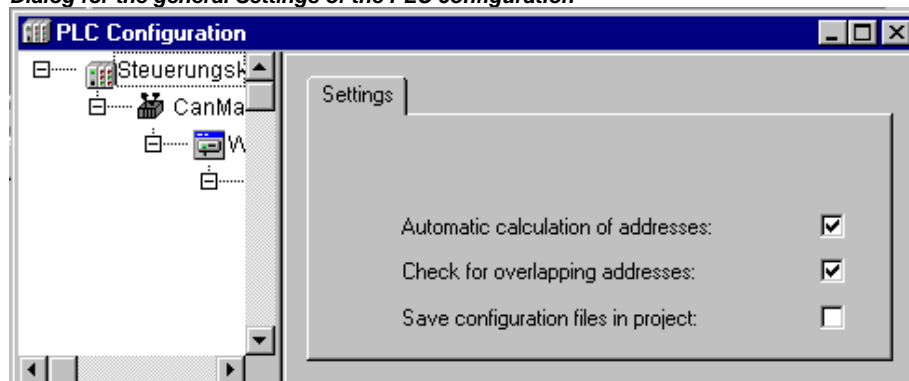 Dialog for the general Settings of the PLC configuration
PLC Configuration
Steuerungsk
CanMa
W
Settings
Automatic calculation of addresses:
Check for overlapping addresses:
Save configuration files in project: